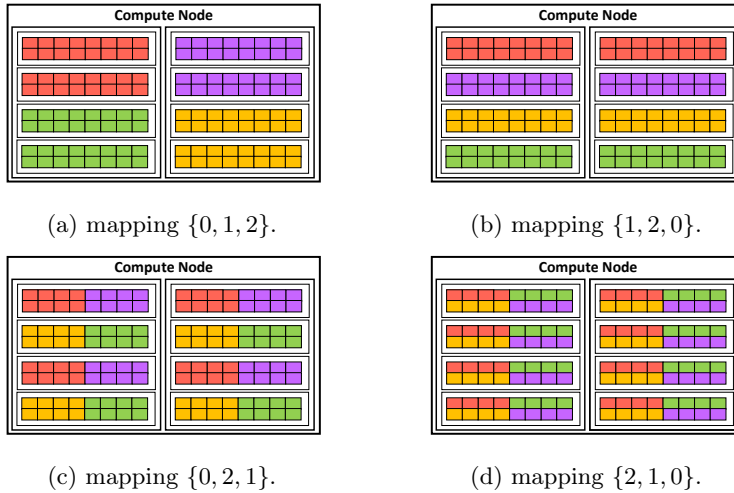 Compute Node
Compute Node
(a) mapping {0, 1, 2}.
(b) mapping {1, 2, 0}.
Compute Node
Compute Node
(c) mapping {0, 2, 1}.
(d) mapping {2, 1, 0}.